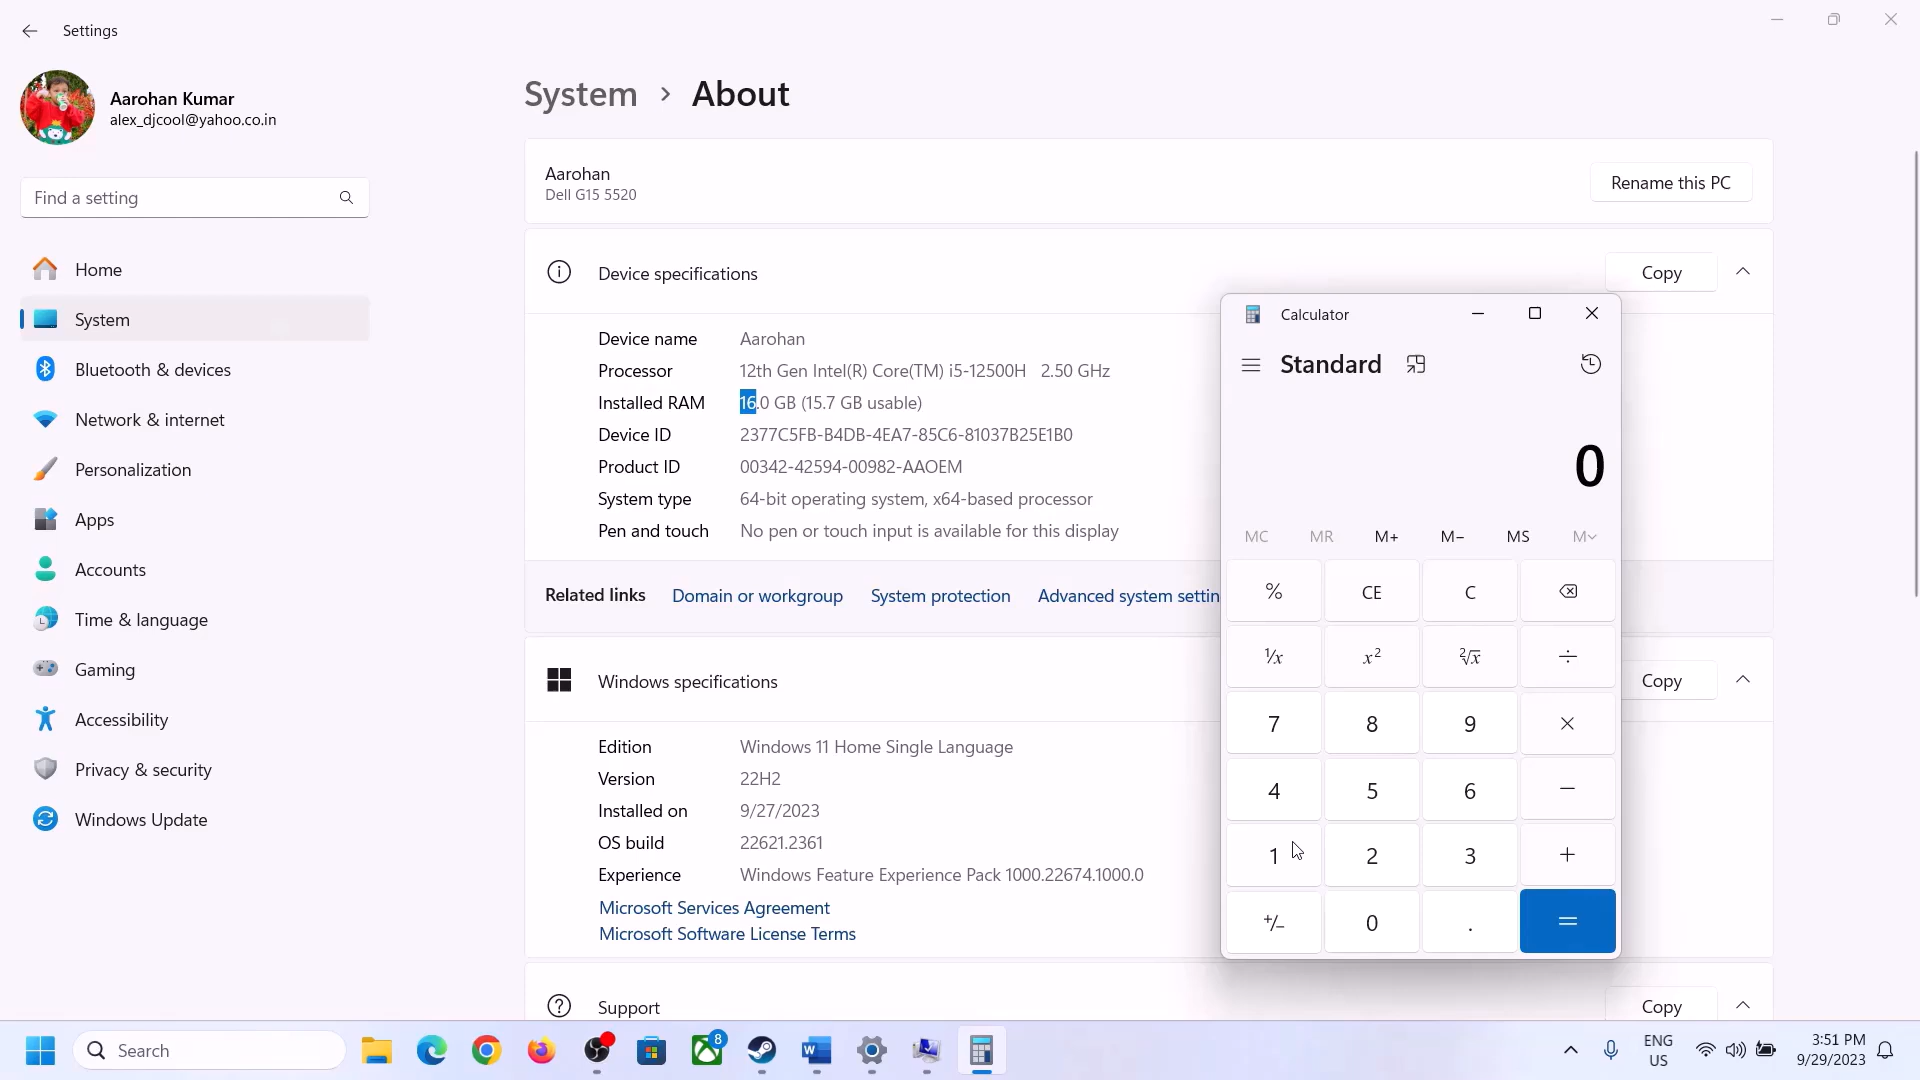 Settings
Aarohan Kumar
alex_djcool@yahoo.co.in
Find a setting
Home
System
Bluetooth & devices
Network & internet
Personalization
Apps
Accounts
Time & language
Gaming
Accessibility
Privacy & security
Windows Update
System > About
Aarohan
Dell G15 5520
Rename this PC
Device specifications
Copy
Device name Aarohan
Processor 12th Gen Intel(R) Core(TM) i5-12500H 2.50 GHz
Installed RAM 16.0 GB (15.7 GB usable)
Device ID 2377C5FB-B4DB-4EA7-85C6-81037B25E1B0
Product ID 00342-42594-00982-AAOEM
System type 64-bit operating system, x64-based processor
Pen and touch No pen or touch input is available for this display
Related links Domain or workgroup System protection Advanced system settin
Windows specifications
Copy
Edition Windows 11 Home Single Language
Version 22H2
Installed on 9/27/2023
OS build 22621.2361
Experience Windows Feature Experience Pack 1000.22674.1000.0
Microsoft Services Agreement
Microsoft Software License Terms
Support
Copy
Calculator
Standard
0
MC MR M+ M− MS M
% CE C
⅟x x² ²√x ÷
7 8 9 ×
4 5 6 −
1 2 3 +
+/− 0 . =
Search
8
W
ENG
US
3:51 PM
9/29/2023